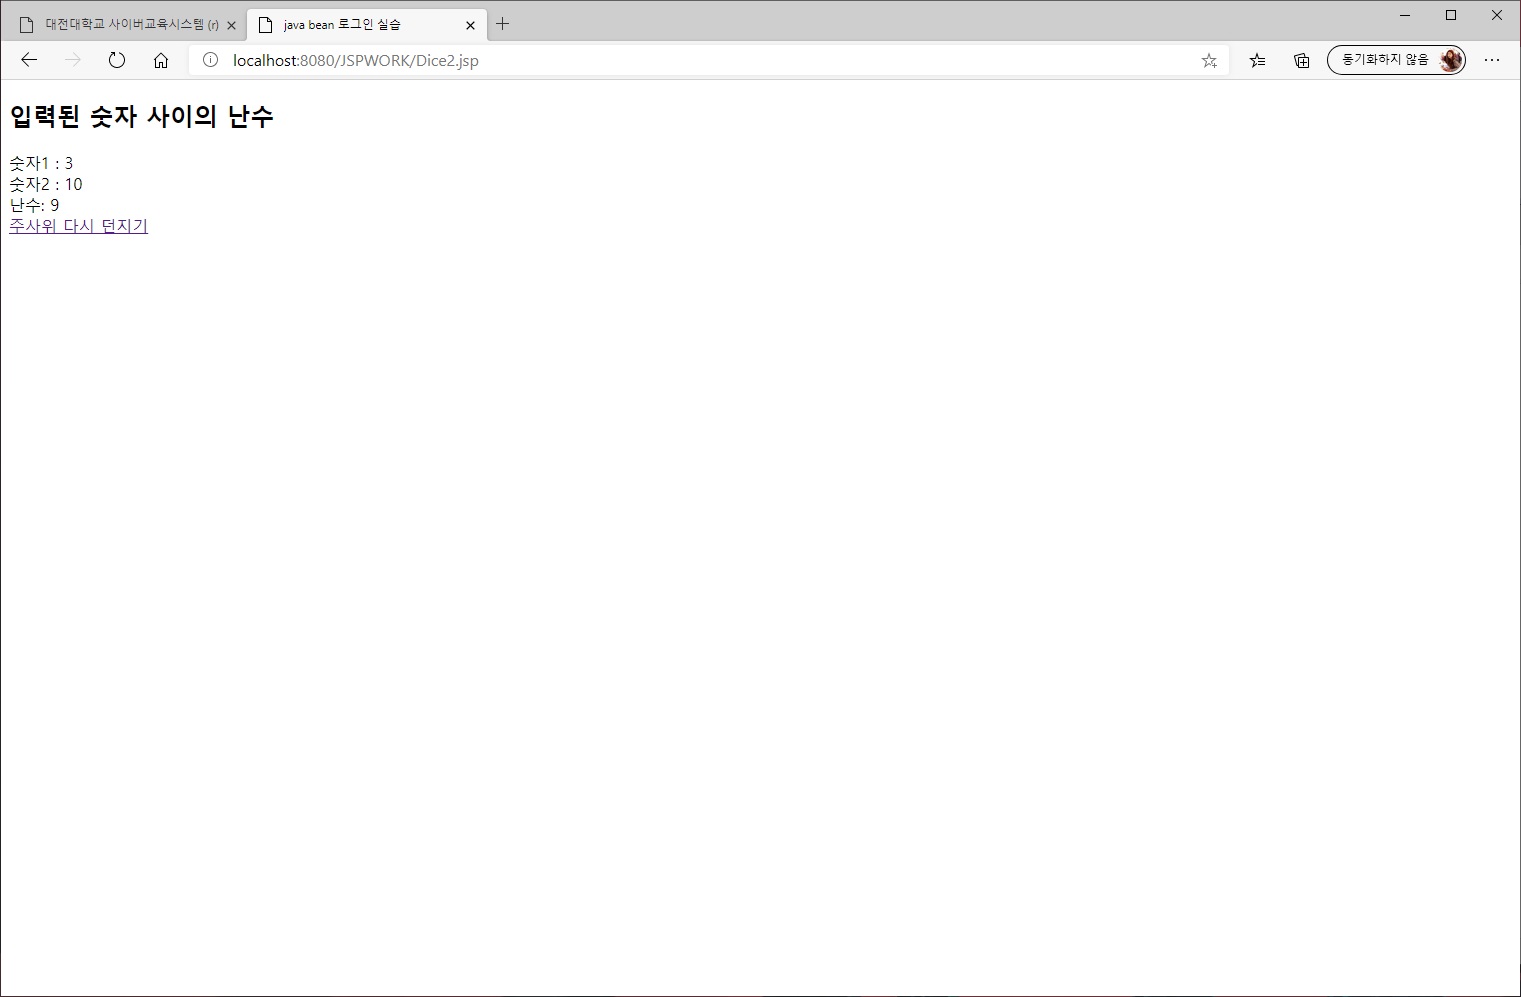 대전대학교 사이버교육시스템 (r)
java bean 로그인 실습
localhost:8080/JSPWORK/Dice2.jsp
동기화하지 않음
입력된 숫자 사이의 난수
숫자1 : 3
숫자2 : 10
난수: 9
주사위 다시 던지기